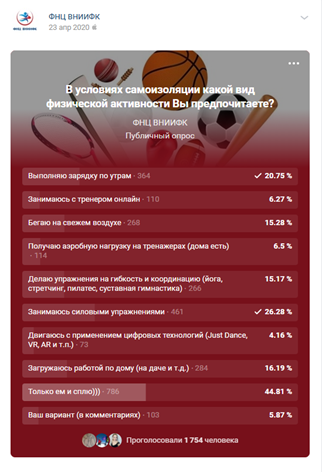 ФНЦ ВНИИФК
23 апр 2020
ФНЦ ВНИИФК
В условиях самоизоляции какой вид
физической активности Вы предпочитаете?
ФНЦ ВНИИФК
Публичный опрос
Выполняю зарядку по утрам · 364 20.75 %
Занимаюсь с тренером онлайн · 110 6.27 %
Бегаю на свежем воздухе · 268 15.28 %
Получаю аэробную нагрузку на тренажерах (дома есть)
· 114 6.5 %
Делаю упражнения на гибкость и координацию (йога,
стретчинг, пилатес, суставная гимнастика) · 266 15.17 %
Занимаюсь силовыми упражнениями · 461 26.28 %
Двигаюсь с применением цифровых технологий (Just Dance,
VR, AR и т.п.) · 73 4.16 %
Загружаюсь работой по дому (на даче и т.д.) · 284 16.19 %
Только ем и сплю))) · 786 44.81 %
Ваш вариант (в комментариях) · 103 5.87 %
Проголосовали 1 754 человека